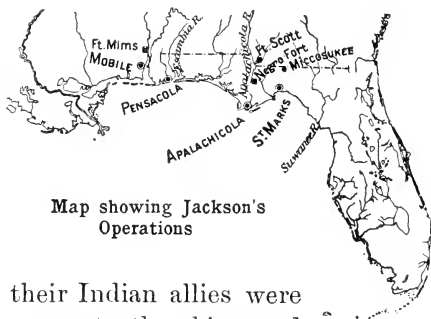 Ft. Mims
MOBILE
PENSACOLA
Apalachicola R.
Ft. Scott
Negro Fort
MICCOSUKEE
APALACHICOLA
ST. MARKS
Suwanee R.
Map showing Jackson's
Operations
their Indian allies were